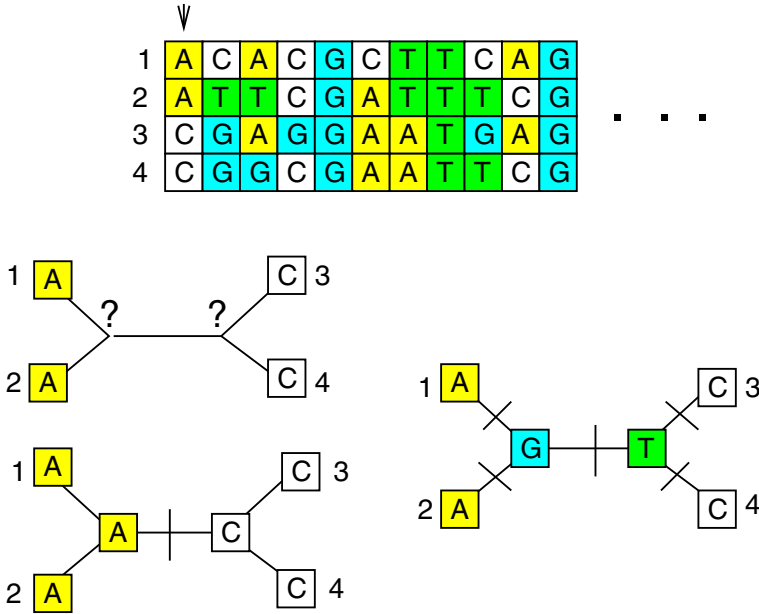 1 A C A C G C T T C A G
2 A T T C G A T T T C G
3 C G A G G A A T G A G
4 C G G C G A A T T C G
. . .
1 A C 3
? ?
2 A C 4
1 A C 3
G T
2 A C 4
1 A C 3
A C
2 A C 4